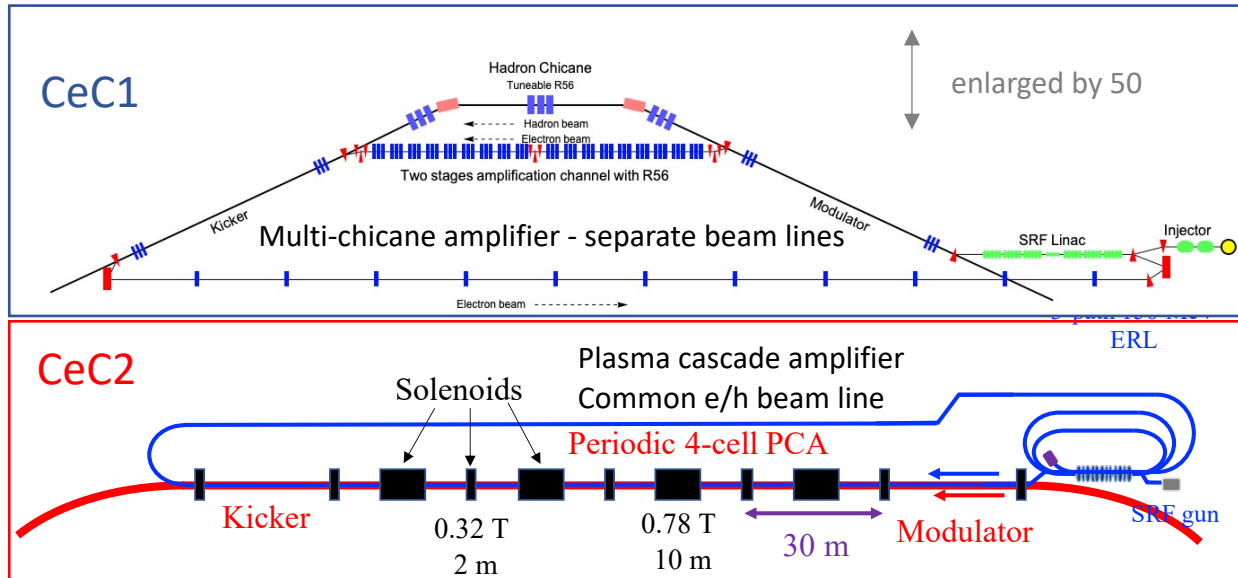 CeC1
Hadron Chicane
Tuneable R56
enlarged by 50
Hadron beam
Electron beam
Two stages amplification channel with R56
Kicker
Modulator
Multi-chicane amplifier - separate beam lines
SRF Linac
Injector
Electron beam
ERL
CeC2
Plasma cascade amplifier
Common e/h beam line
Solenoids
Periodic 4-cell PCA
Kicker
0.32 T
2 m
0.78 T
10 m
30 m
Modulator
SRF gun